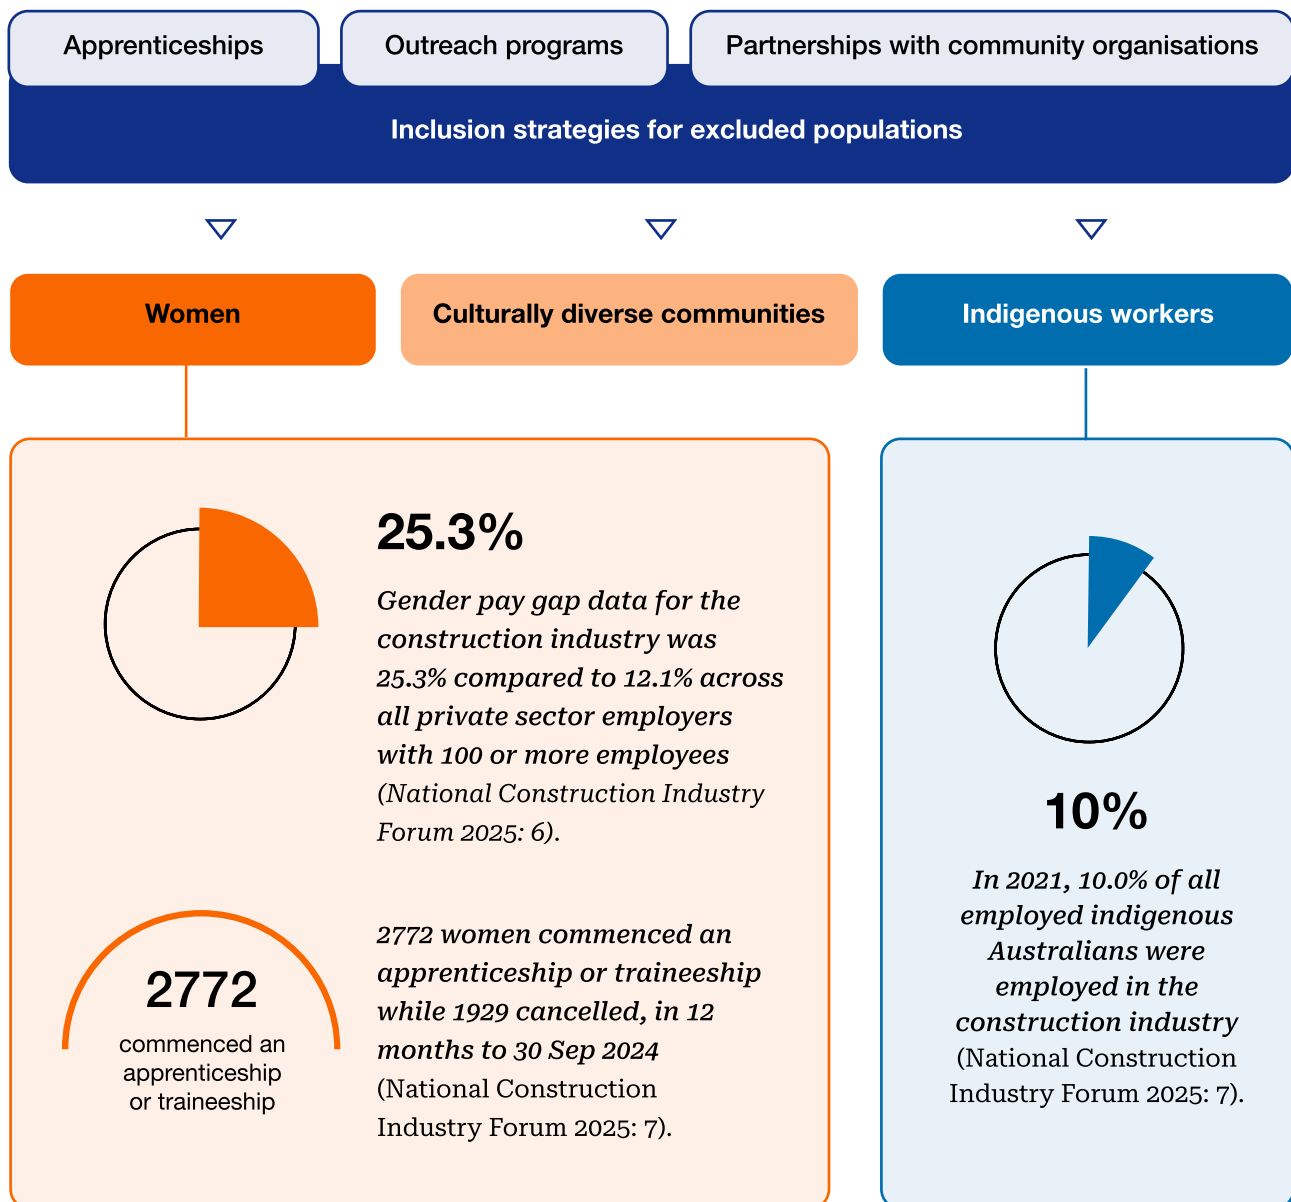 Apprenticeships
Outreach programs
Partnerships with community organisations
Inclusion strategies for excluded populations
Women
Culturally diverse communities
Indigenous workers
25.3%
Gender pay gap data for the
construction industry was
25.3% compared to 12.1% across
all private sector employers
with 100 or more employees
(National Construction Industry
Forum 2025: 6).
2772
commenced an
apprenticeship
or traineeship
2772 women commenced an
apprenticeship or traineeship
while 1929 cancelled, in 12
months to 30 Sep 2024
(National Construction
Industry Forum 2025: 7).
10%
In 2021, 10.0% of all
employed indigenous
Australians were
employed in the
construction industry
(National Construction
Industry Forum 2025: 7).